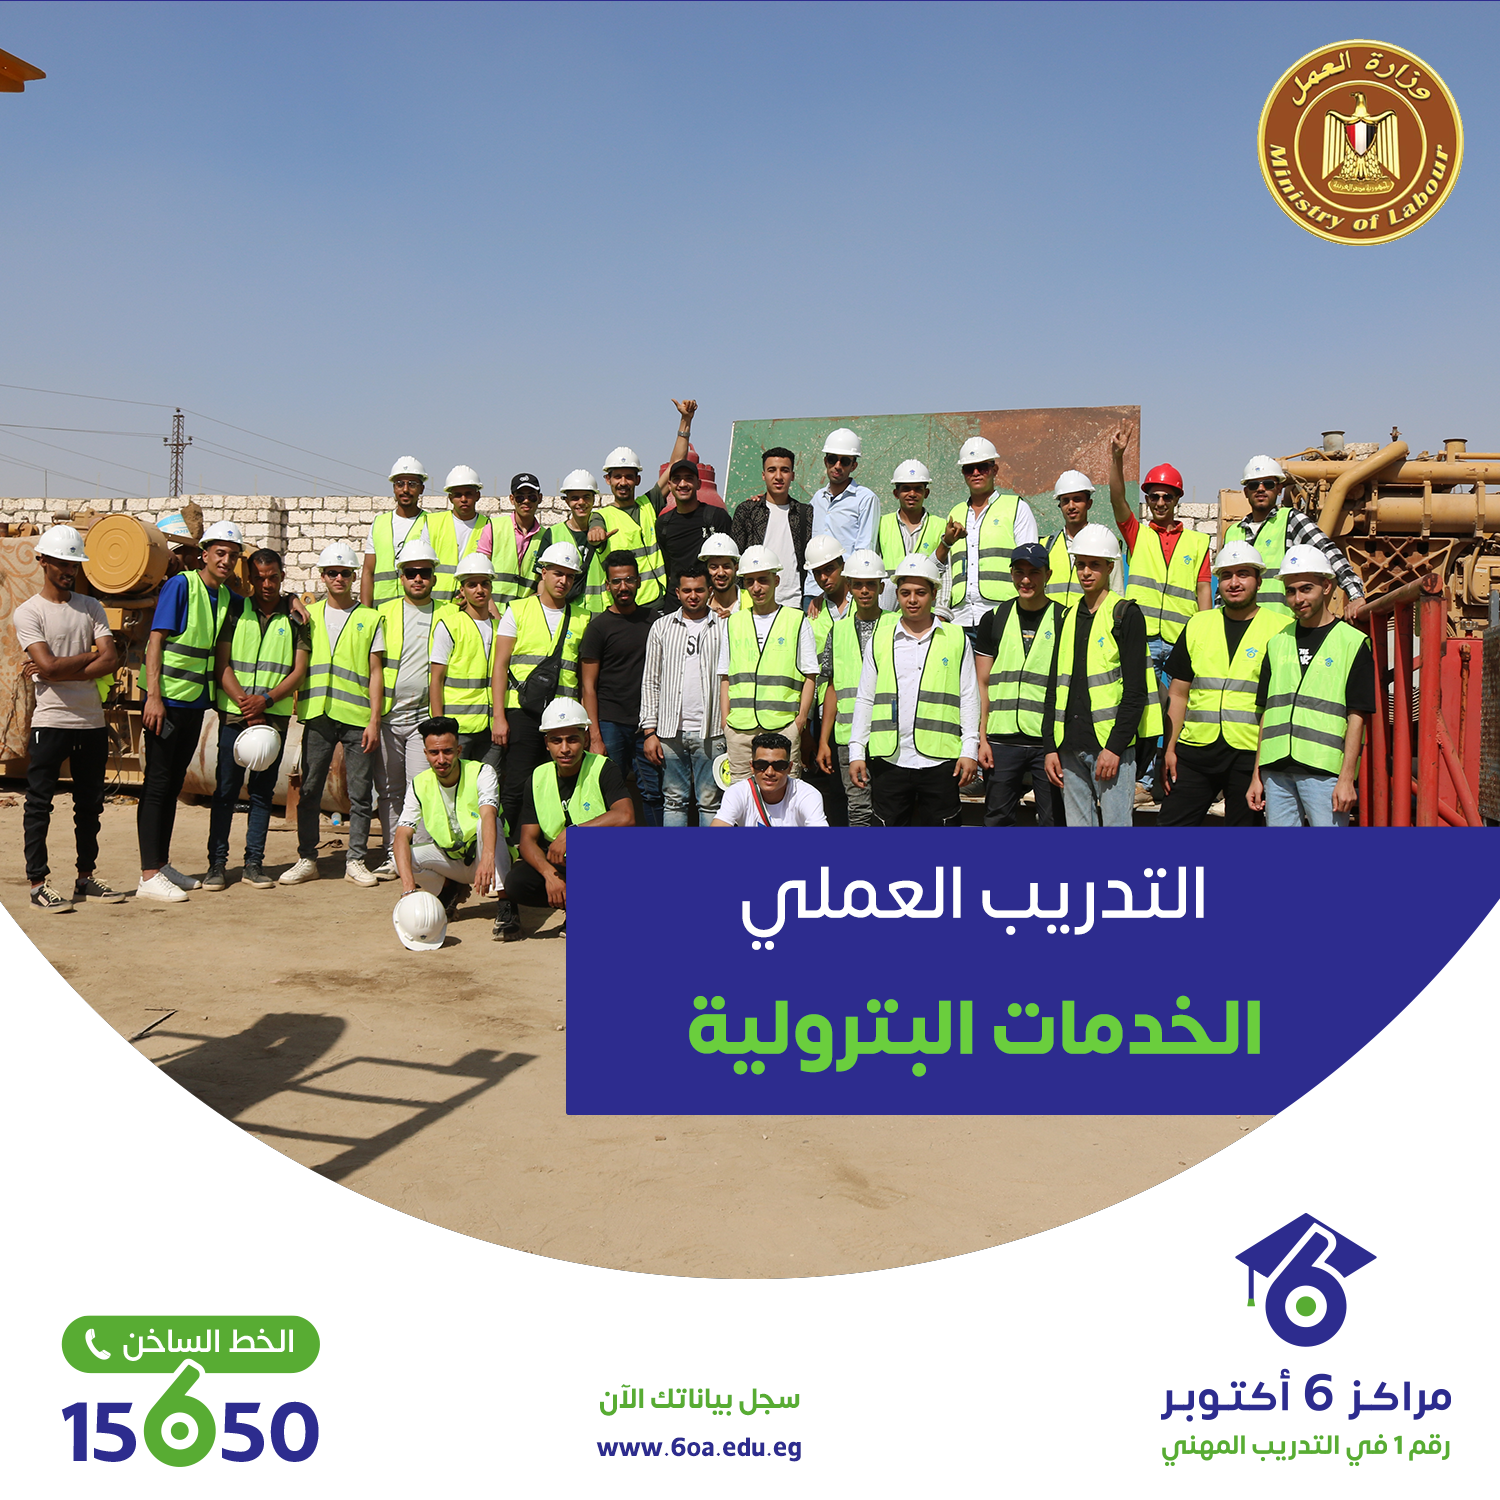 وزارة العمل
Ministry of Labour
التدريب العملي
الخدمات البترولية
الخط الساخن
15650
سجل بياناتك الآن
www.6oa.edu.eg
6
مراكز 6 أكتوبر
رقم 1 في التدريب المهني